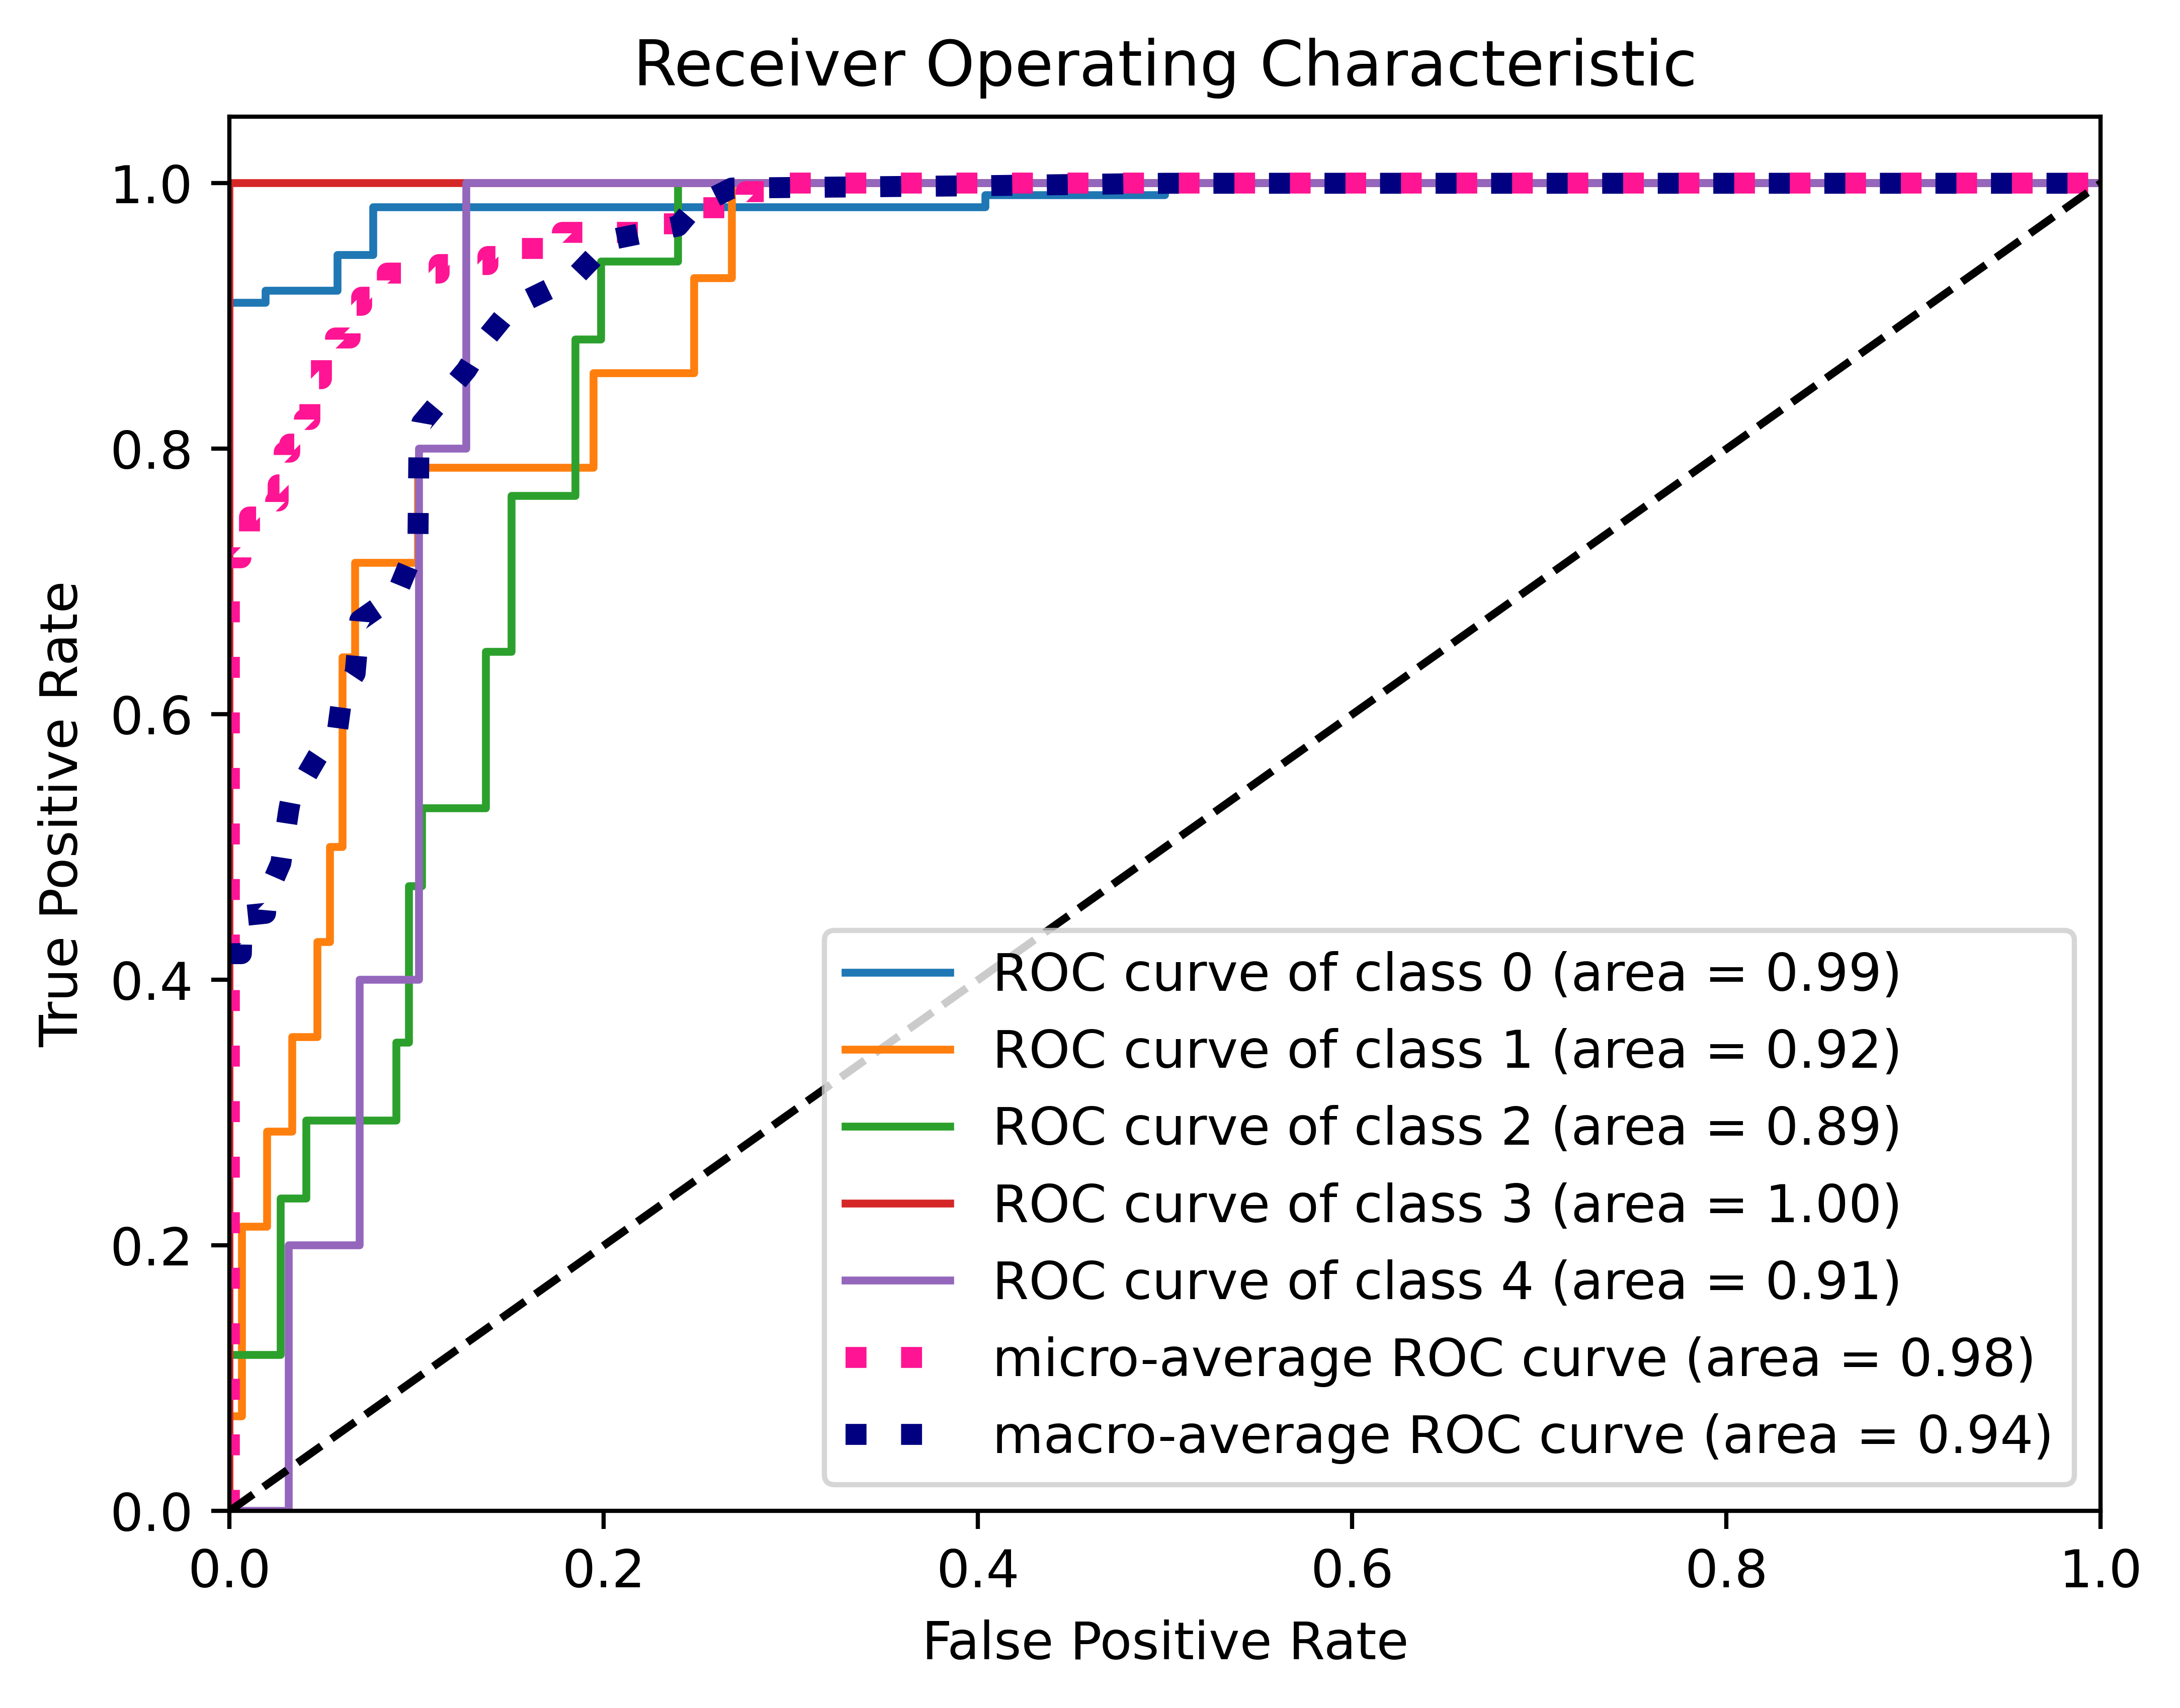 Receiver Operating Characteristic
1.0
0.8
0.6
0.4
0.2
0.0
True Positive Rate
ROC curve of class 0 (area = 0.99)
ROC curve of class 1 (area = 0.92)
ROC curve of class 2 (area = 0.89)
ROC curve of class 3 (area = 1.00)
ROC curve of class 4 (area = 0.91)
micro-average ROC curve (area = 0.98)
macro-average ROC curve (area = 0.94)
0.0 0.2 0.4 0.6 0.8 1.0
False Positive Rate